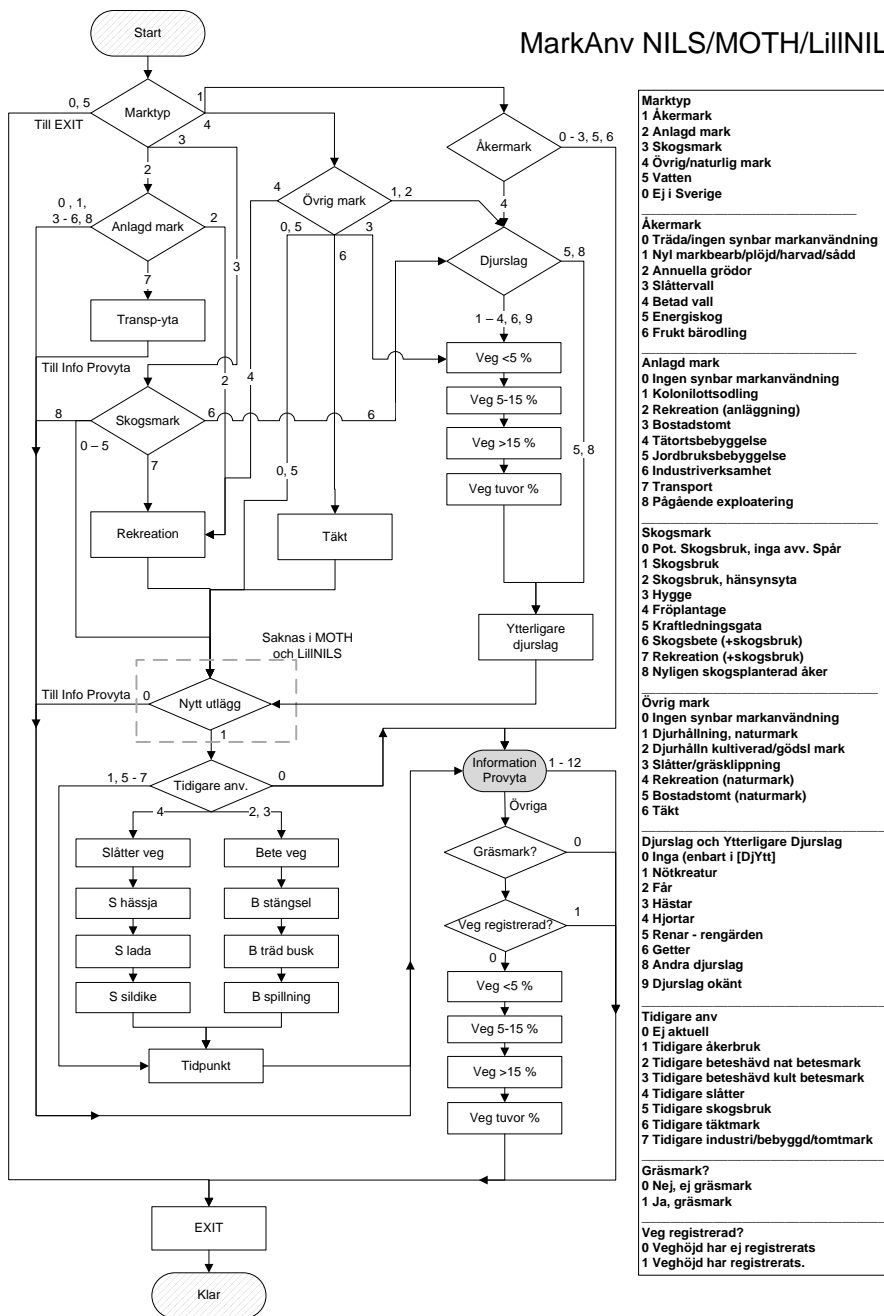 MarkAnv NILS/MOTH/LillNIL
Start
Marktyp
0, 5
Till EXIT
1
4
3
2
Åkermark
0 - 3, 5, 6
4
Övrig mark
4
1, 2
0, 5
3
6
Anlagd mark
0, 1,
3 - 6, 8
2
7
3
Djurslag
5, 8
1 – 4, 6, 9
Transp-yta
Till Info Provyta
2
4
Veg <5 %
Veg 5-15 %
Veg >15 %
Veg tuvor %
Skogsmark
8
6
6
0 – 5
7
0, 5
5, 8
Rekreation
Täkt
Ytterligare
djurslag
Saknas i MOTH
och LillNILS
Till Info Provyta
0
Nytt utlägg
1
Tidigare anv.
1, 5 - 7
0
4
2, 3
Information
Provyta
1 - 12
Övriga
Slåtter veg
Bete veg
S hässja
B stängsel
S lada
B träd busk
S sildike
B spillning
Tidpunkt
Gräsmark?
0
Veg registrerad?
1
0
Veg <5 %
Veg 5-15 %
Veg >15 %
Veg tuvor %
EXIT
Klar
Marktyp
1 Åkermark
2 Anlagd mark
3 Skogsmark
4 Övrig/naturlig mark
5 Vatten
0 Ej i Sverige
Åkermark
0 Träda/ingen synbar markanvändning
1 Nyl markbearb/plöjd/harvad/sådd
2 Annuella grödor
3 Slåttervall
4 Betad vall
5 Energiskog
6 Frukt bärodling
Anlagd mark
0 Ingen synbar markanvändning
1 Kolonilottsodling
2 Rekreation (anläggning)
3 Bostadstomt
4 Tätortsbebyggelse
5 Jordbruksbebyggelse
6 Industriverksamhet
7 Transport
8 Pågående exploatering
Skogsmark
0 Pot. Skogsbruk, inga avv. Spår
1 Skogsbruk
2 Skogsbruk, hänsynsyta
3 Hygge
4 Fröplantage
5 Kraftledningsgata
6 Skogsbete (+skogsbruk)
7 Rekreation (+skogsbruk)
8 Nyligen skogsplanterad åker
Övrig mark
0 Ingen synbar markanvändning
1 Djurhållning, naturmark
2 Djurhålln kultiverad/gödsl mark
3 Slåtter/gräsklippning
4 Rekreation (naturmark)
5 Bostadstomt (naturmark)
6 Täkt
Djurslag och Ytterligare Djurslag
0 Inga (enbart i [DjYtt]
1 Nötkreatur
2 Får
3 Hästar
4 Hjortar
5 Renar - rengärden
6 Getter
8 Andra djurslag
9 Djurslag okänt
Tidigare anv
0 Ej aktuell
1 Tidigare åkerbruk
2 Tidigare beteshävd nat betesmark
3 Tidigare beteshävd kult betesmark
4 Tidigare slåtter
5 Tidigare skogsbruk
6 Tidigare täktmark
7 Tidigare industri/bebyggd/tomtmark
Gräsmark?
0 Nej, ej gräsmark
1 Ja, gräsmark
Veg registrerad?
0 Veghöjd har ej registrerats
1 Veghöjd har registrerats.